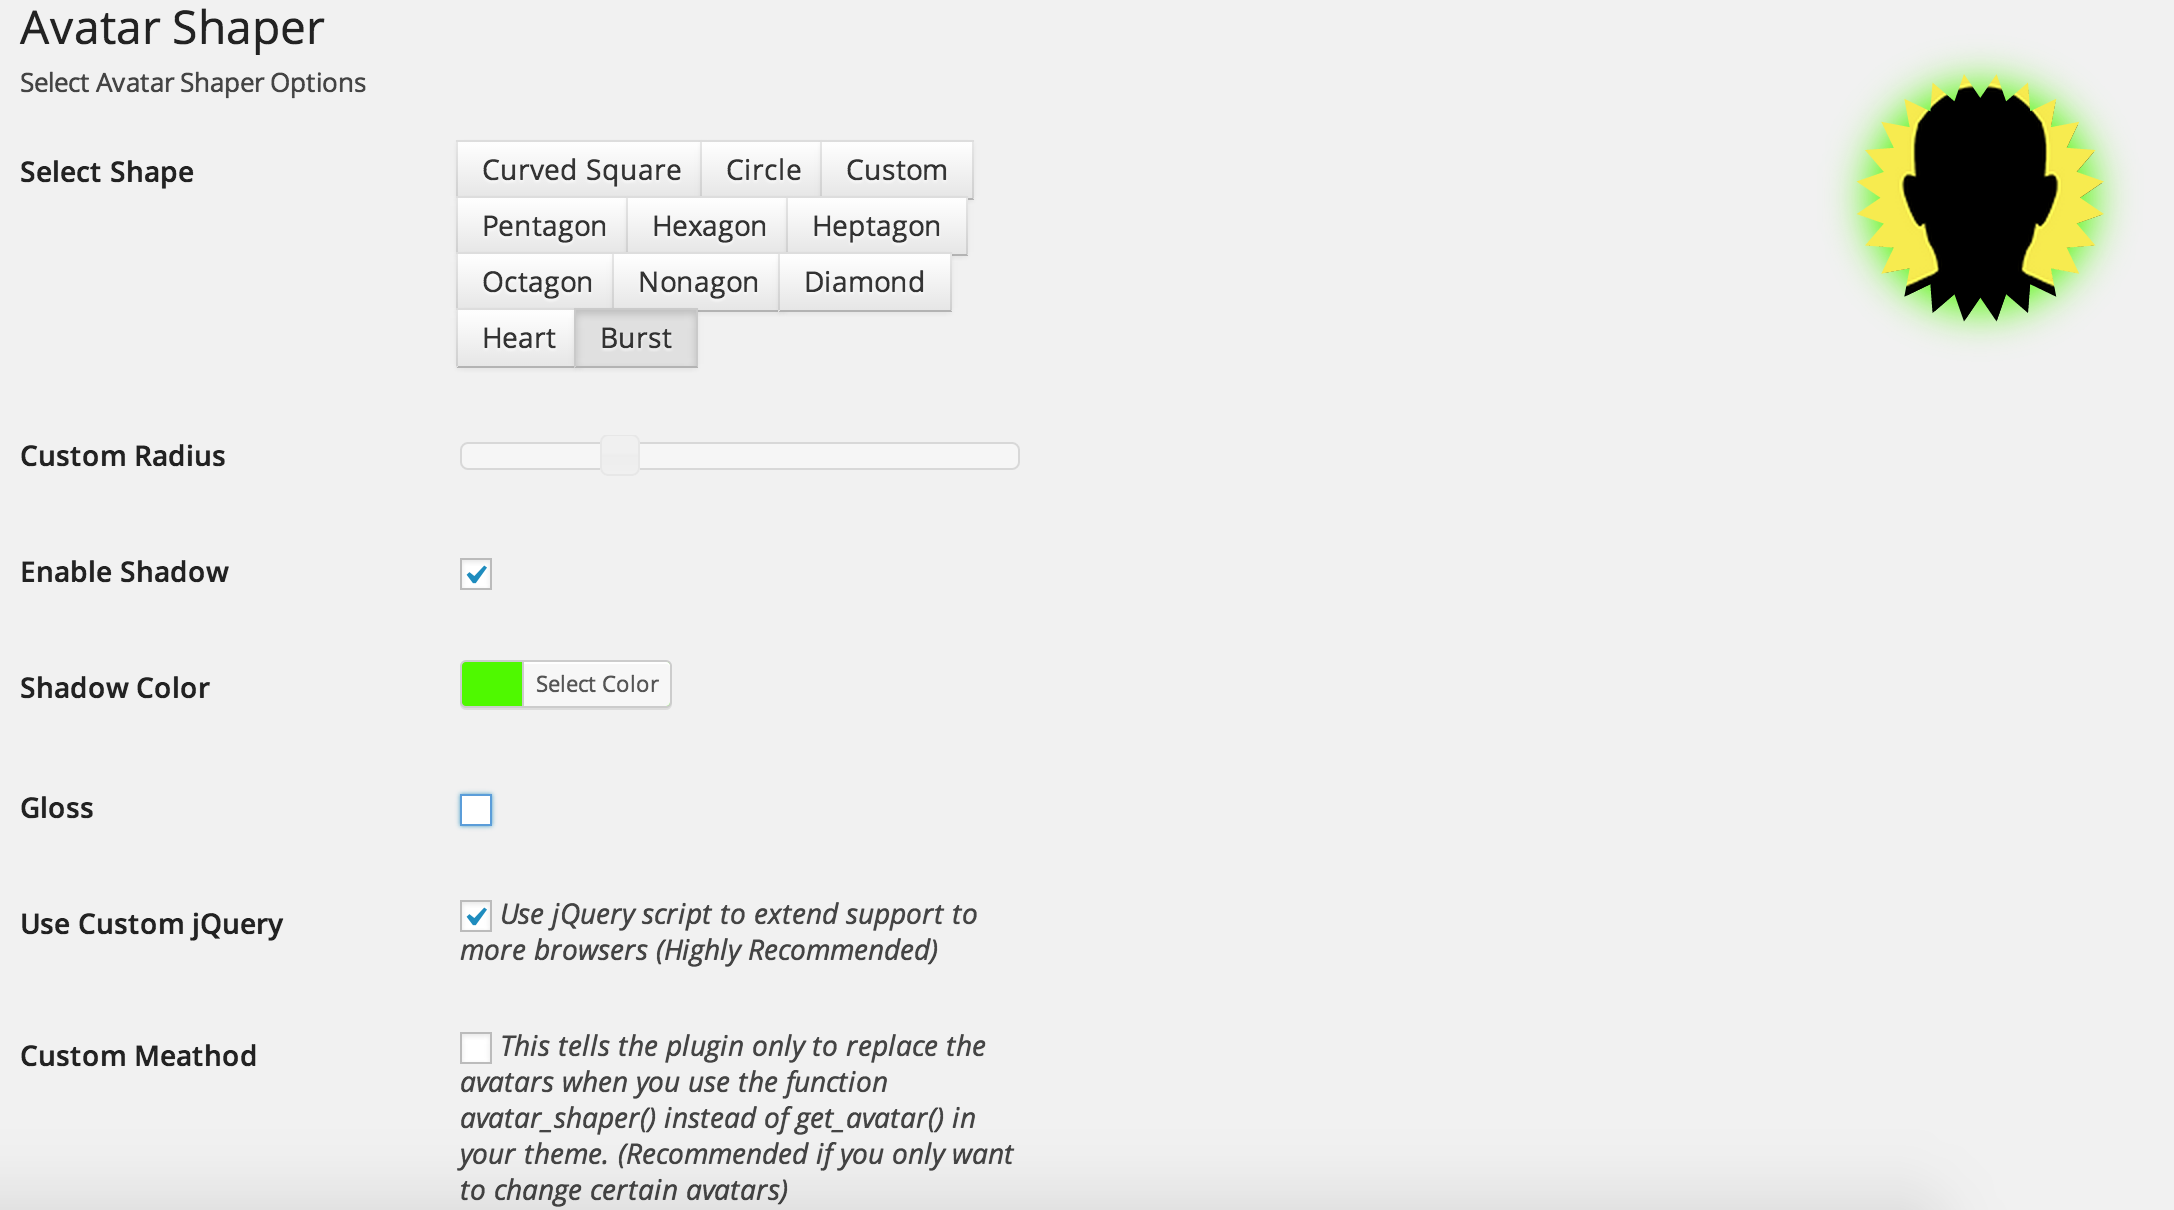 Avatar Shaper
Select Avatar Shaper Options
Select Shape
Curved Square Circle Custom
Pentagon Hexagon Heptagon
Octagon Nonagon Diamond
Heart Burst
Custom Radius
Enable Shadow
Shadow Color
Select Color
Gloss
Use Custom jQuery
Use jQuery script to extend support to
more browsers (Highly Recommended)
Custom Meathod
This tells the plugin only to replace the
avatars when you use the function
avatar_shaper() instead of get_avatar() in
your theme. (Recommended if you only want
to change certain avatars)